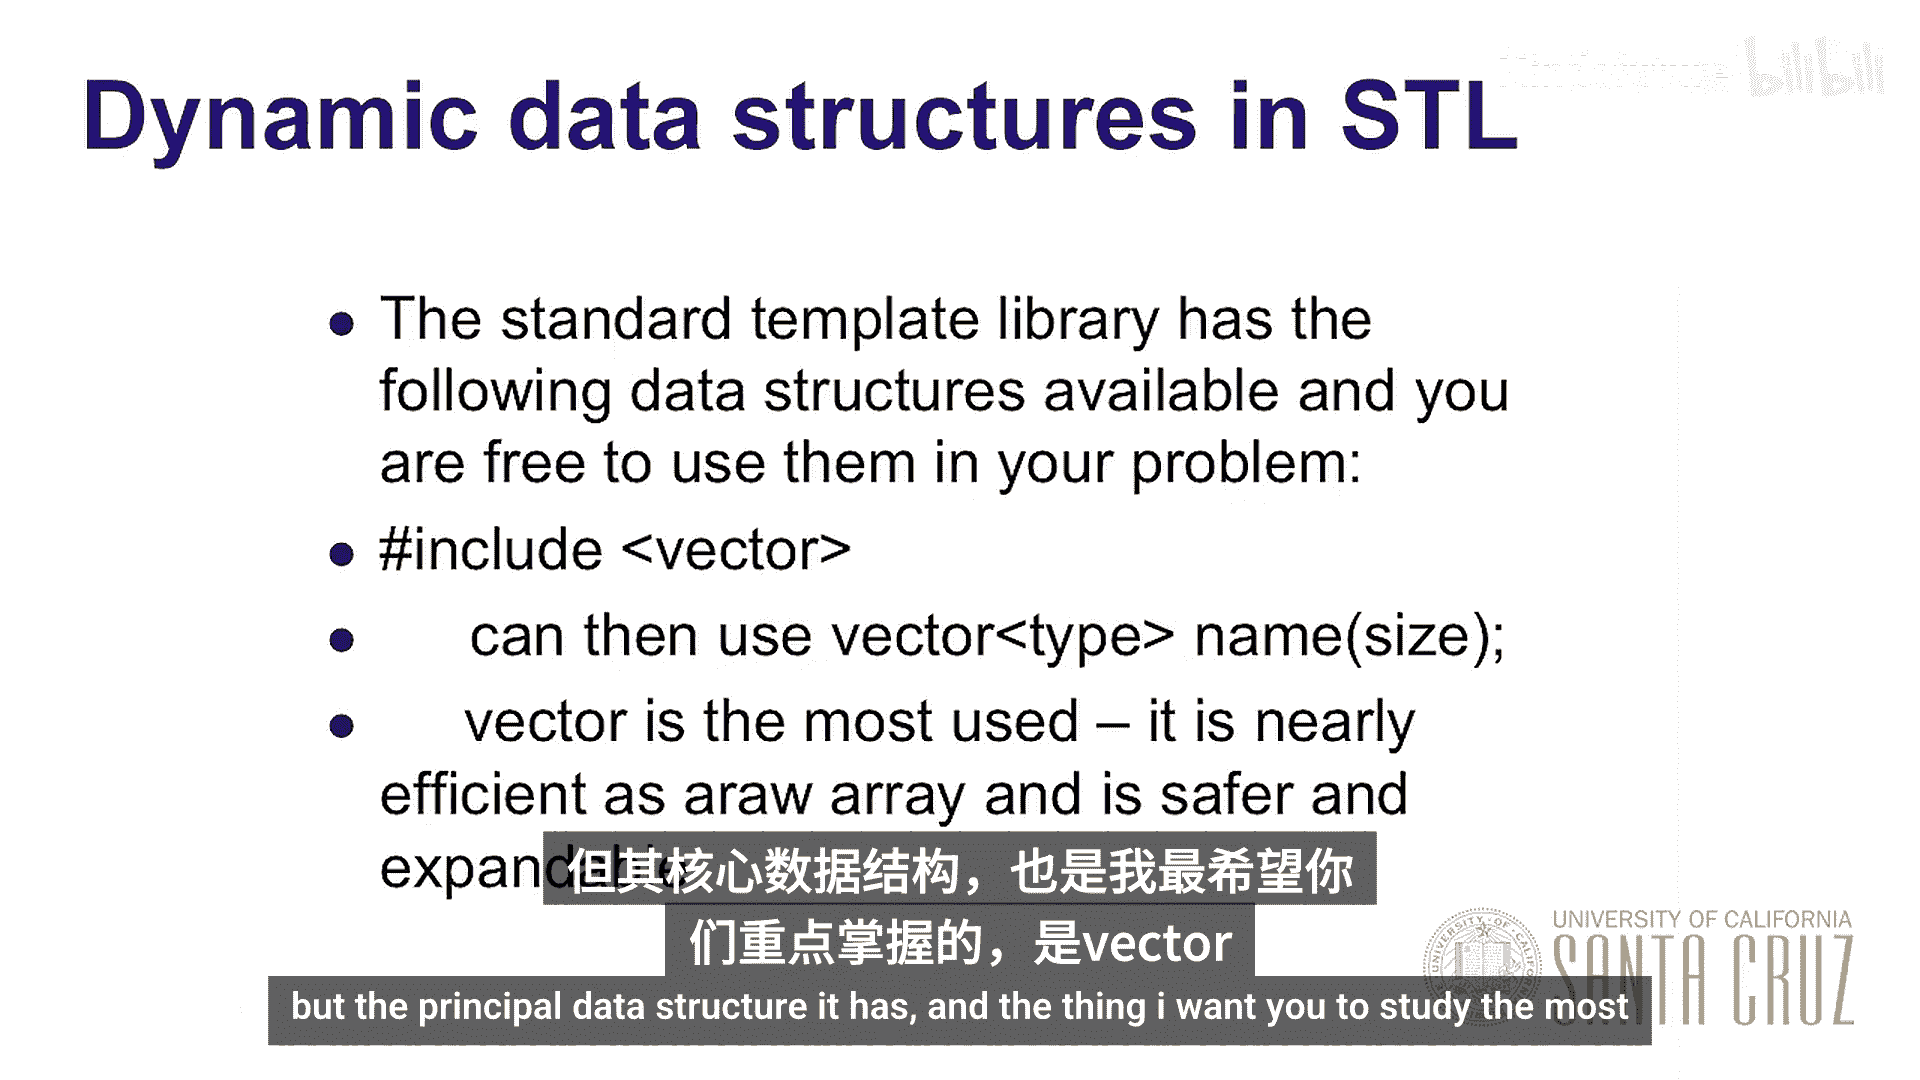 bilibili
Dynamic data structures in STL
● The standard template library has the
following data structures available and you
are free to use them in your problem:
● #include <vector>
● can then use vector<type> name(size);
● vector is the most used – it is nearly
efficient as araw array and is safer and
expandable
但其核心数据结构，也是我最希望你
们重点掌握的，是vector
but the principal data structure it has, and the thing i want you to study the most
UNIVERSITY OF CALIFORNIA
SANTA CRUZ